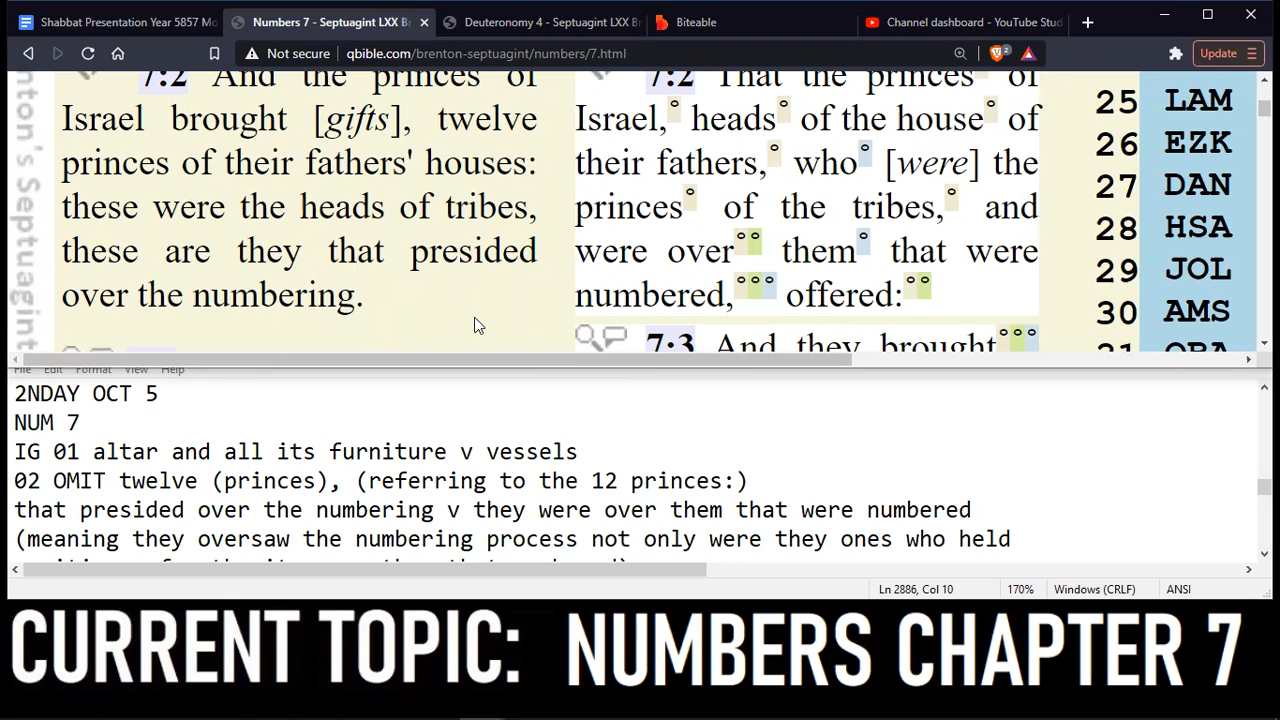 Shabbat Presentation Year 5857 Mo
Numbers 7 - Septuagint LXX Br
Deuteronomy 4 - Septuagint LXX Br
Biteable
Channel dashboard - YouTube Stud
Not secure
qbible.com/brenton-septuagint/numbers/7.html
2
Update
nton's Septuagint
7:2 And the princes of
Israel brought [gifts], twelve
princes of their fathers' houses:
these were the heads of tribes,
these are they that presided
over the numbering.
7:2 That the princes° of
Israel,° heads° of the house° of
their fathers,° who° [were] the
princes° of the tribes,° and
were over°° them° that were
numbered,°°° offered:°°
7:3 And they brought°°°
25 LAM
26 EZK
27 DAN
28 HSA
29 JOL
30 AMS
File Edit Format View Help
2NDAY OCT 5
NUM 7
IG 01 altar and all its furniture v vessels
02 OMIT twelve (princes), (referring to the 12 princes:)
that presided over the numbering v they were over them that were numbered
(meaning they oversaw the numbering process not only were they ones who held
Ln 2886, Col 10
170%
Windows (CRLF)
ANSI
CURRENT TOPIC: NUMBERS CHAPTER 7